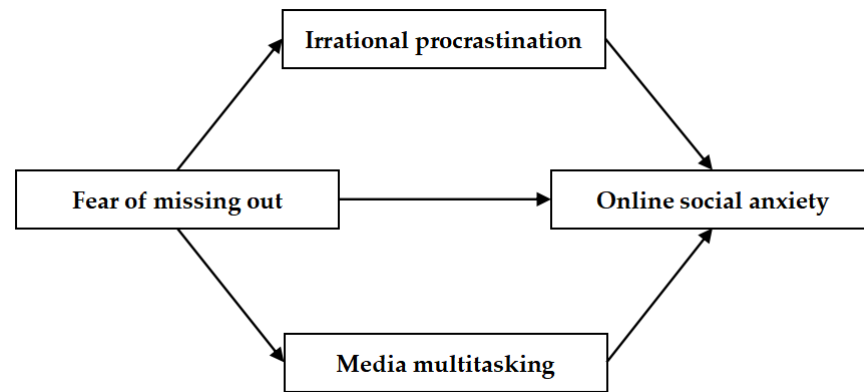 Irrational procrastination
Fear of missing out
Online social anxiety
Media multitasking